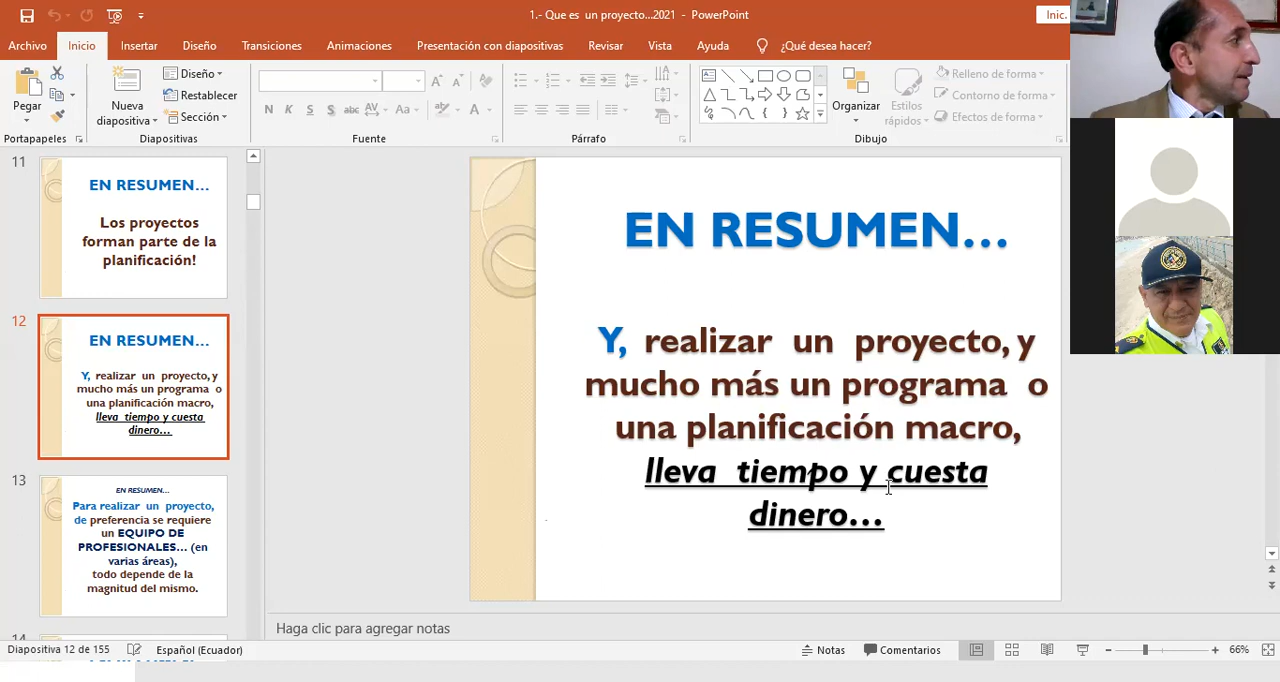 1.- Que es un proyecto...2021 - PowerPoint
Inic.
Archivo Inicio Insertar Diseño Transiciones Animaciones Presentación con diapositivas Revisar Vista Ayuda ¿Qué desea hacer?
Pegar
Nueva diapositiva
Diseño
Restablecer
Sección
N K S S abc AV Aa A
Organizar
Estilos rápidos
Relleno de forma
Contorno de forma
Efectos de forma
Portapapeles Diapositivas Fuente Párrafo Dibujo
11
EN RESUMEN...
Los proyectos
forman parte de la
planificación!
12
EN RESUMEN...
Y, realizar un proyecto, y
mucho más un programa o
una planificación macro,
lleva tiempo y cuesta
dinero...
13
EN RESUMEN...
Para realizar un proyecto,
de preferencia se requiere
un EQUIPO DE
PROFESIONALES... (en
varias áreas),
todo depende de la
magnitud del mismo.
EN RESUMEN...
Y, realizar un proyecto, y
mucho más un programa o
una planificación macro,
lleva tiempo y cuesta
dinero...
Haga clic para agregar notas
Diapositiva 12 de 155 Español (Ecuador) Notas Comentarios 66%